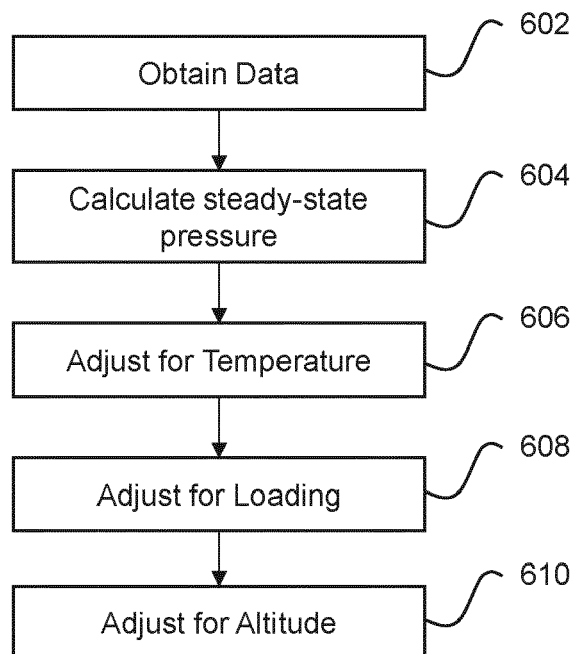 602
Obtain Data
604
Calculate steady-state
pressure
606
Adjust for Temperature
608
Adjust for Loading
610
Adjust for Altitude